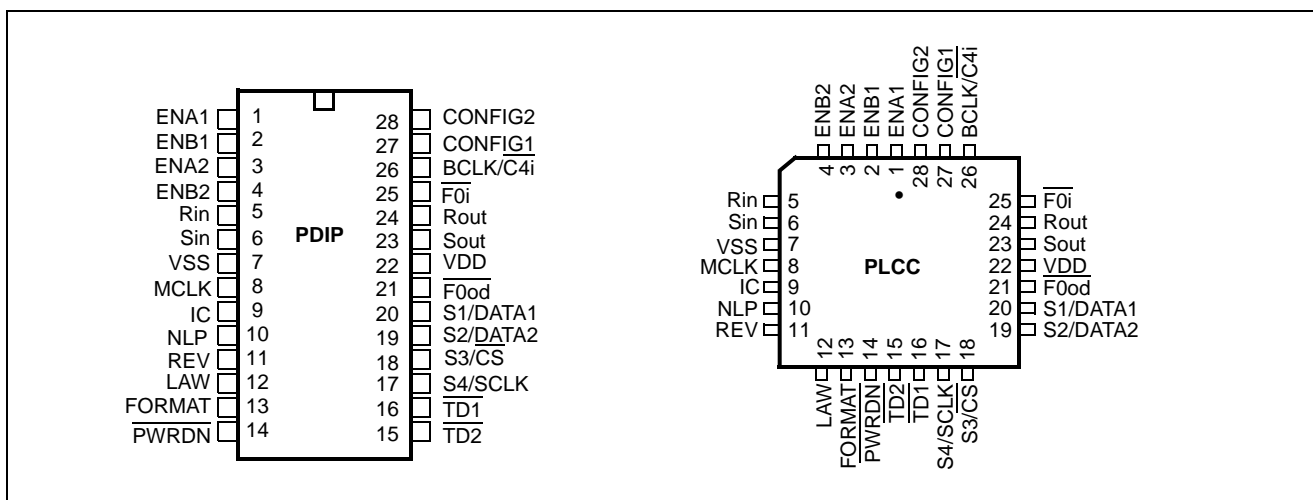 ENA1 1 28 CONFIG2
ENB1 2 27 CONFIG1
ENA2 3 26 BCLK/C4i
ENB2 4 25 F0i
Rin 5 24 Rout
Sin 6 23 Sout
VSS 7 22 VDD
MCLK 8 21 F0od
IC 9 20 S1/DATA1
NLP 10 19 S2/DATA2
REV 11 18 S3/CS
LAW 12 17 S4/SCLK
FORMAT 13 16 TD1
PWRDN 14 15 TD2
PDIP
ENB2 ENA2 ENB1 ENA1 CONFIG2 CONFIG1 BCLK/C4i
4 3 2 1 28 27 26
Rin 5 25 F0i
Sin 6 24 Rout
VSS 7 23 Sout
MCLK 8 22 VDD
IC 9 21 F0od
NLP 10 20 S1/DATA1
REV 11 19 S2/DATA2
PLCC
12 13 14 15 16 17 18
LAW FORMAT PWRDN TD2 TD1 S4/SCLK S3/CS